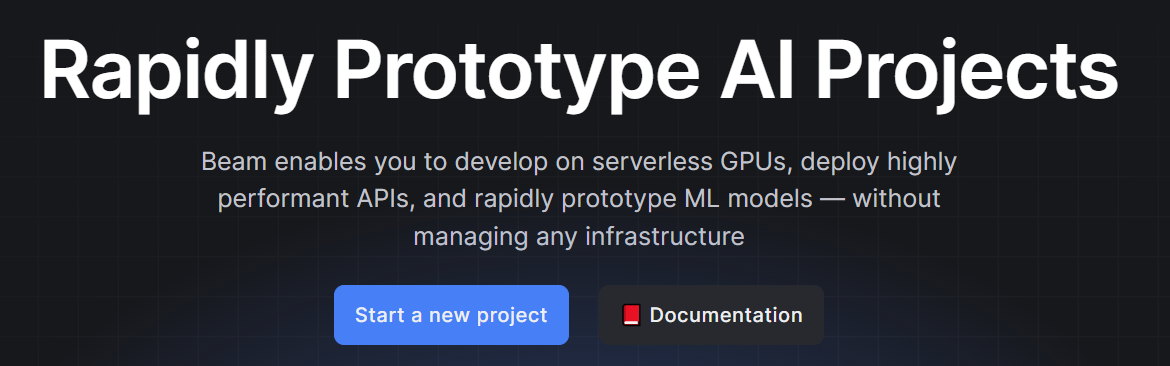 Rapidly Prototype AI Projects
Beam enables you to develop on serverless GPUs, deploy highly
performant APIs, and rapidly prototype ML models — without
managing any infrastructure
Start a new project
Documentation